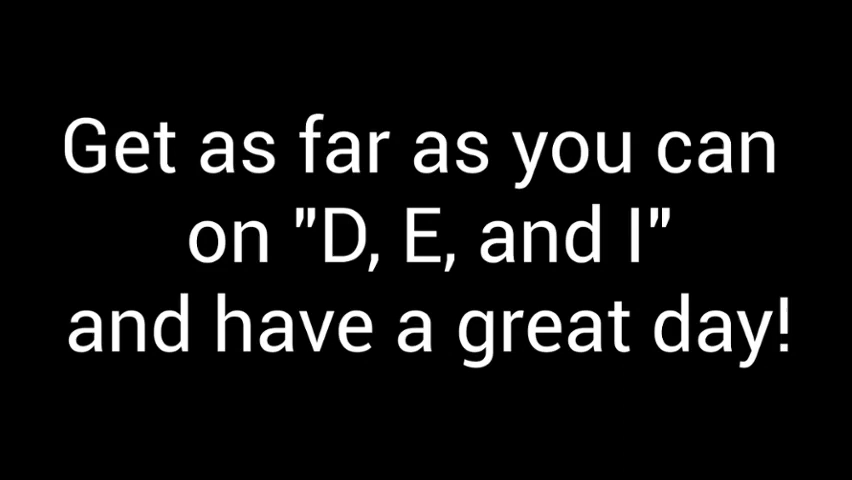 Get as far as you can
on "D, E, and I"
and have a great day!